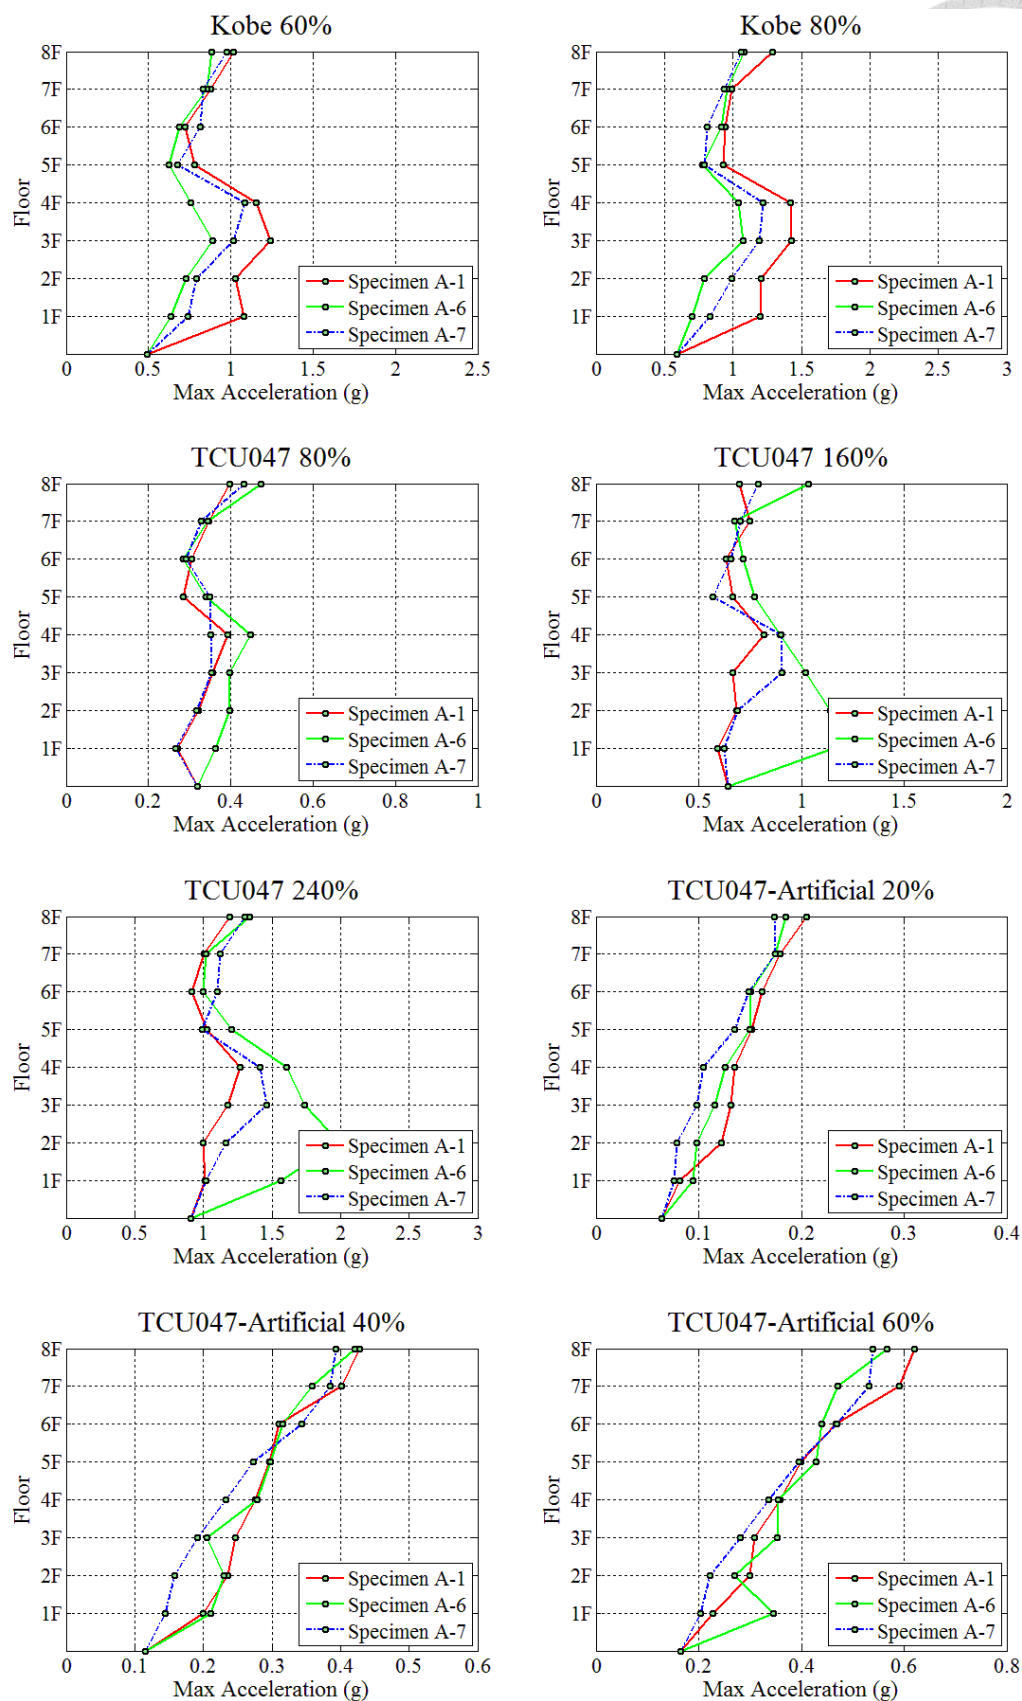 Kobe 60%
8F
7F
6F
5F
4F
3F
2F
1F
Floor
Specimen A-1
Specimen A-6
Specimen A-7
0 0.5 1 1.5 2 2.5
Max Acceleration (g)
Kobe 80%
8F
7F
6F
5F
4F
3F
2F
1F
Floor
Specimen A-1
Specimen A-6
Specimen A-7
0 0.5 1 1.5 2 2.5 3
Max Acceleration (g)
TCU047 80%
8F
7F
6F
5F
4F
3F
2F
1F
Floor
Specimen A-1
Specimen A-6
Specimen A-7
0 0.2 0.4 0.6 0.8 1
Max Acceleration (g)
TCU047 160%
8F
7F
6F
5F
4F
3F
2F
1F
Floor
Specimen A-1
Specimen A-6
Specimen A-7
0 0.5 1 1.5 2
Max Acceleration (g)
TCU047 240%
8F
7F
6F
5F
4F
3F
2F
1F
Floor
Specimen A-1
Specimen A-6
Specimen A-7
0 0.5 1 1.5 2 2.5 3
Max Acceleration (g)
TCU047-Artificial 20%
8F
7F
6F
5F
4F
3F
2F
1F
Floor
Specimen A-1
Specimen A-6
Specimen A-7
0 0.1 0.2 0.3 0.4
Max Acceleration (g)
TCU047-Artificial 40%
8F
7F
6F
5F
4F
3F
2F
1F
Floor
Specimen A-1
Specimen A-6
Specimen A-7
0 0.1 0.2 0.3 0.4 0.5 0.6
Max Acceleration (g)
TCU047-Artificial 60%
8F
7F
6F
5F
4F
3F
2F
1F
Floor
Specimen A-1
Specimen A-6
Specimen A-7
0 0.2 0.4 0.6 0.8
Max Acceleration (g)